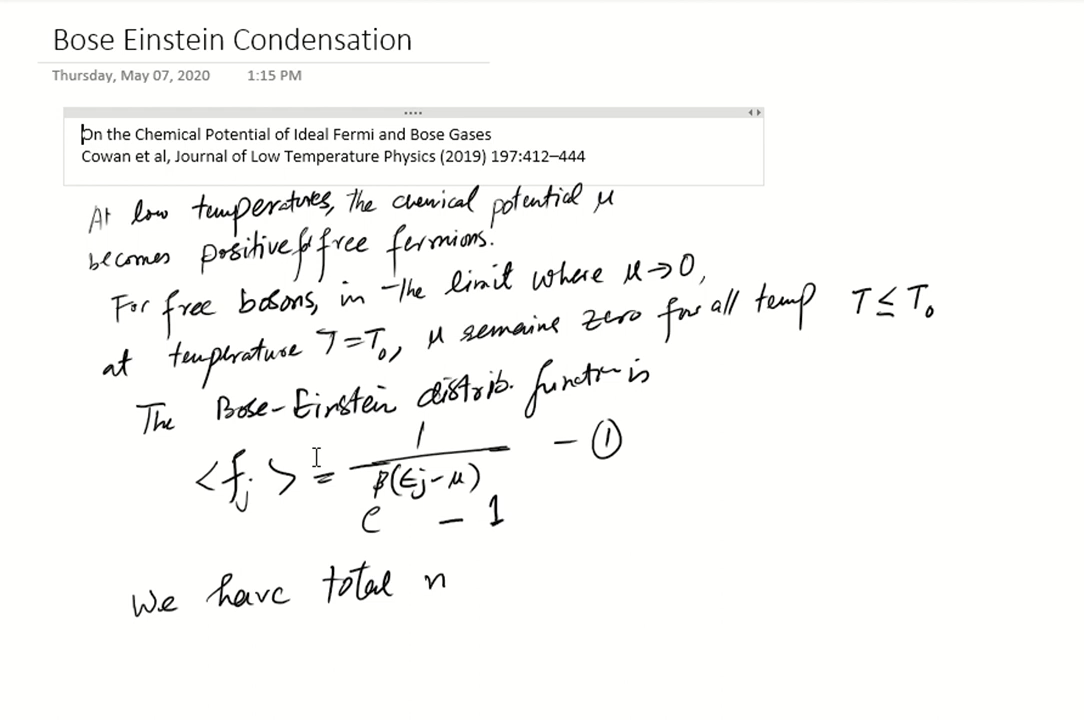 Bose Einstein Condensation
Thursday, May 07, 2020 1:15 PM
On the Chemical Potential of Ideal Fermi and Bose Gases
Cowan et al, Journal of Low Temperature Physics (2019) 197:412–444
At low temperatures, the chemical potential μ
becomes positive for free fermions.
For free bosons, in the limit where μ→0,
at temperature T=T₀, μ remains zero for all temp T≤T₀
The Bose-Einstein distrib. functn is
<fⱼ> = 1 / (e^β(εⱼ-μ) - 1) - ①
We have total n